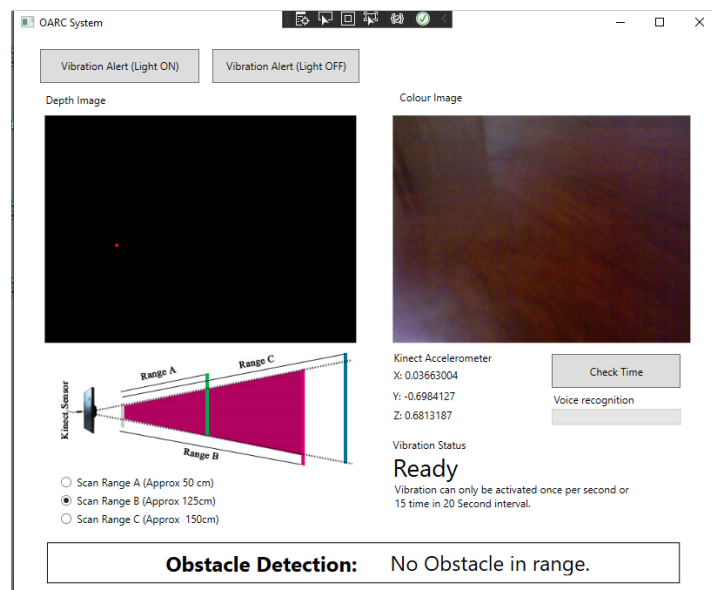 OARC System
Vibration Alert (Light ON)
Vibration Alert (Light OFF)
Depth Image
Colour Image
Range A
Range C
Kinect Sensor
Range B
Kinect Accelerometer
X: 0.03663004
Y: -0.6984127
Z: 0.6813187
Check Time
Voice recognition
Vibration Status
Ready
Vibration can only be activated once per second or
15 time in 20 Second interval.
Scan Range A (Approx 50 cm)
Scan Range B (Approx 125cm)
Scan Range C (Approx 150cm)
Obstacle Detection: No Obstacle in range.